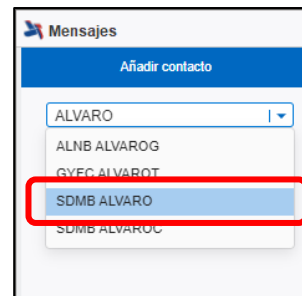 Mensajes
Añadir contacto
ALVARO
ALNB ALVAROG
GYEC ALVAROT
SDMB ALVARO
SDMB ALVAROC